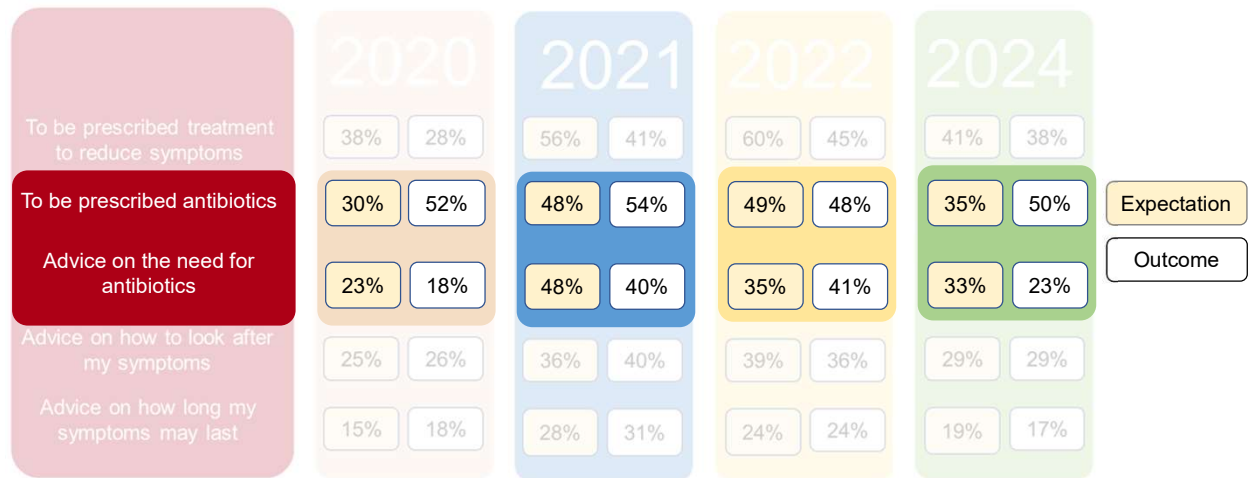 2020 2021 2022 2024
To be prescribed treatment
to reduce symptoms
38% 28% 56% 41% 60% 45% 41% 38%
To be prescribed antibiotics
30% 52% 48% 54% 49% 48% 35% 50%
Expectation
Advice on the need for
antibiotics
23% 18% 48% 40% 35% 41% 33% 23%
Outcome
Advice on how to look after
my symptoms
25% 26% 36% 40% 39% 36% 29% 29%
Advice on how long my
symptoms may last
15% 18% 28% 31% 24% 24% 19% 17%